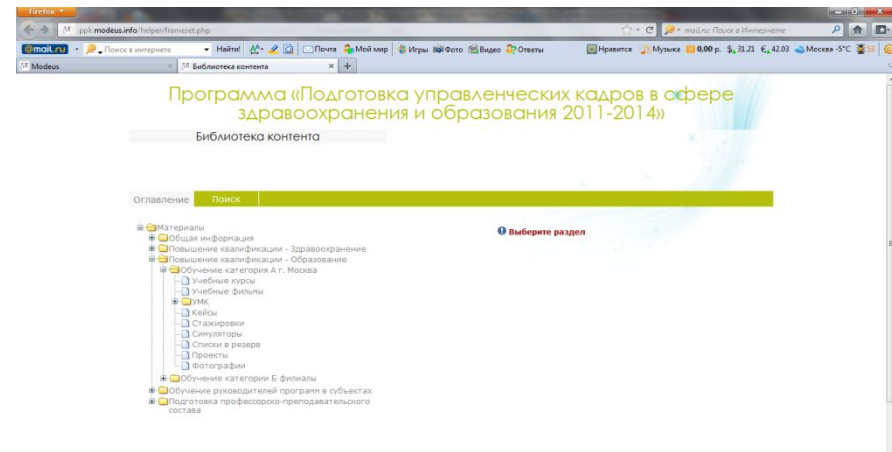 Firefox
ppk.modeus.info/helper/frameset.php
mail.ru: Поиск в Интернете
@mail.ru Поиск в интернете Найти! Почта Мой мир Игры Фото Видео Ответы Нравится Музыка 0,00 р. $ 31.21 € 42.03 Москва -5°C 53
Modeus Библиотека контента
Программа «Подготовка управленческих кадров в сфере
здравоохранения и образования 2011-2014»
Библиотека контента
Оглавление Поиск
Материалы
Выберите раздел
Общая информация
Повышение квалификации - Здравоохранение
Повышение квалификации - Образование
Обучение категория А г. Москва
Учебные курсы
Учебные фильмы
УМК
Кейсы
Стажировки
Симуляторы
Списки в резерв
Проекты
Фотографии
Обучение категории Б филиалы
Обучение руководителей программ в субъектах
Подготовка профессорско-преподавательского
состава